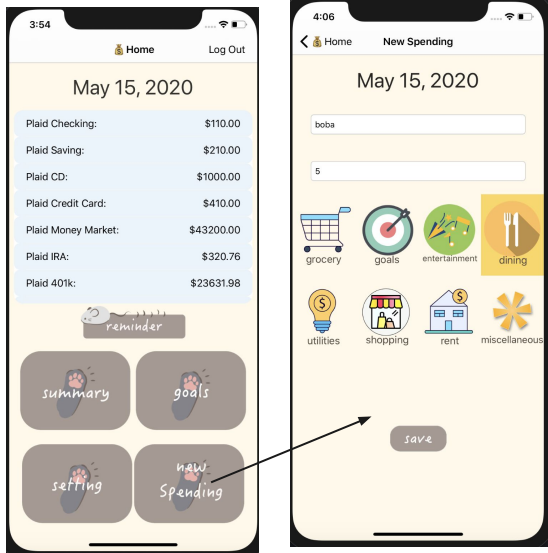 3:54
Home Log Out
May 15, 2020
Plaid Checking: $110.00
Plaid Saving: $210.00
Plaid CD: $1000.00
Plaid Credit Card: $410.00
Plaid Money Market: $43200.00
Plaid IRA: $320.76
Plaid 401k: $23631.98
reminder
summary goals
setting new
Spending
4:06
Home New Spending
May 15, 2020
boba
5
grocery goals entertainment dining
utilities shopping rent miscellaneous
save